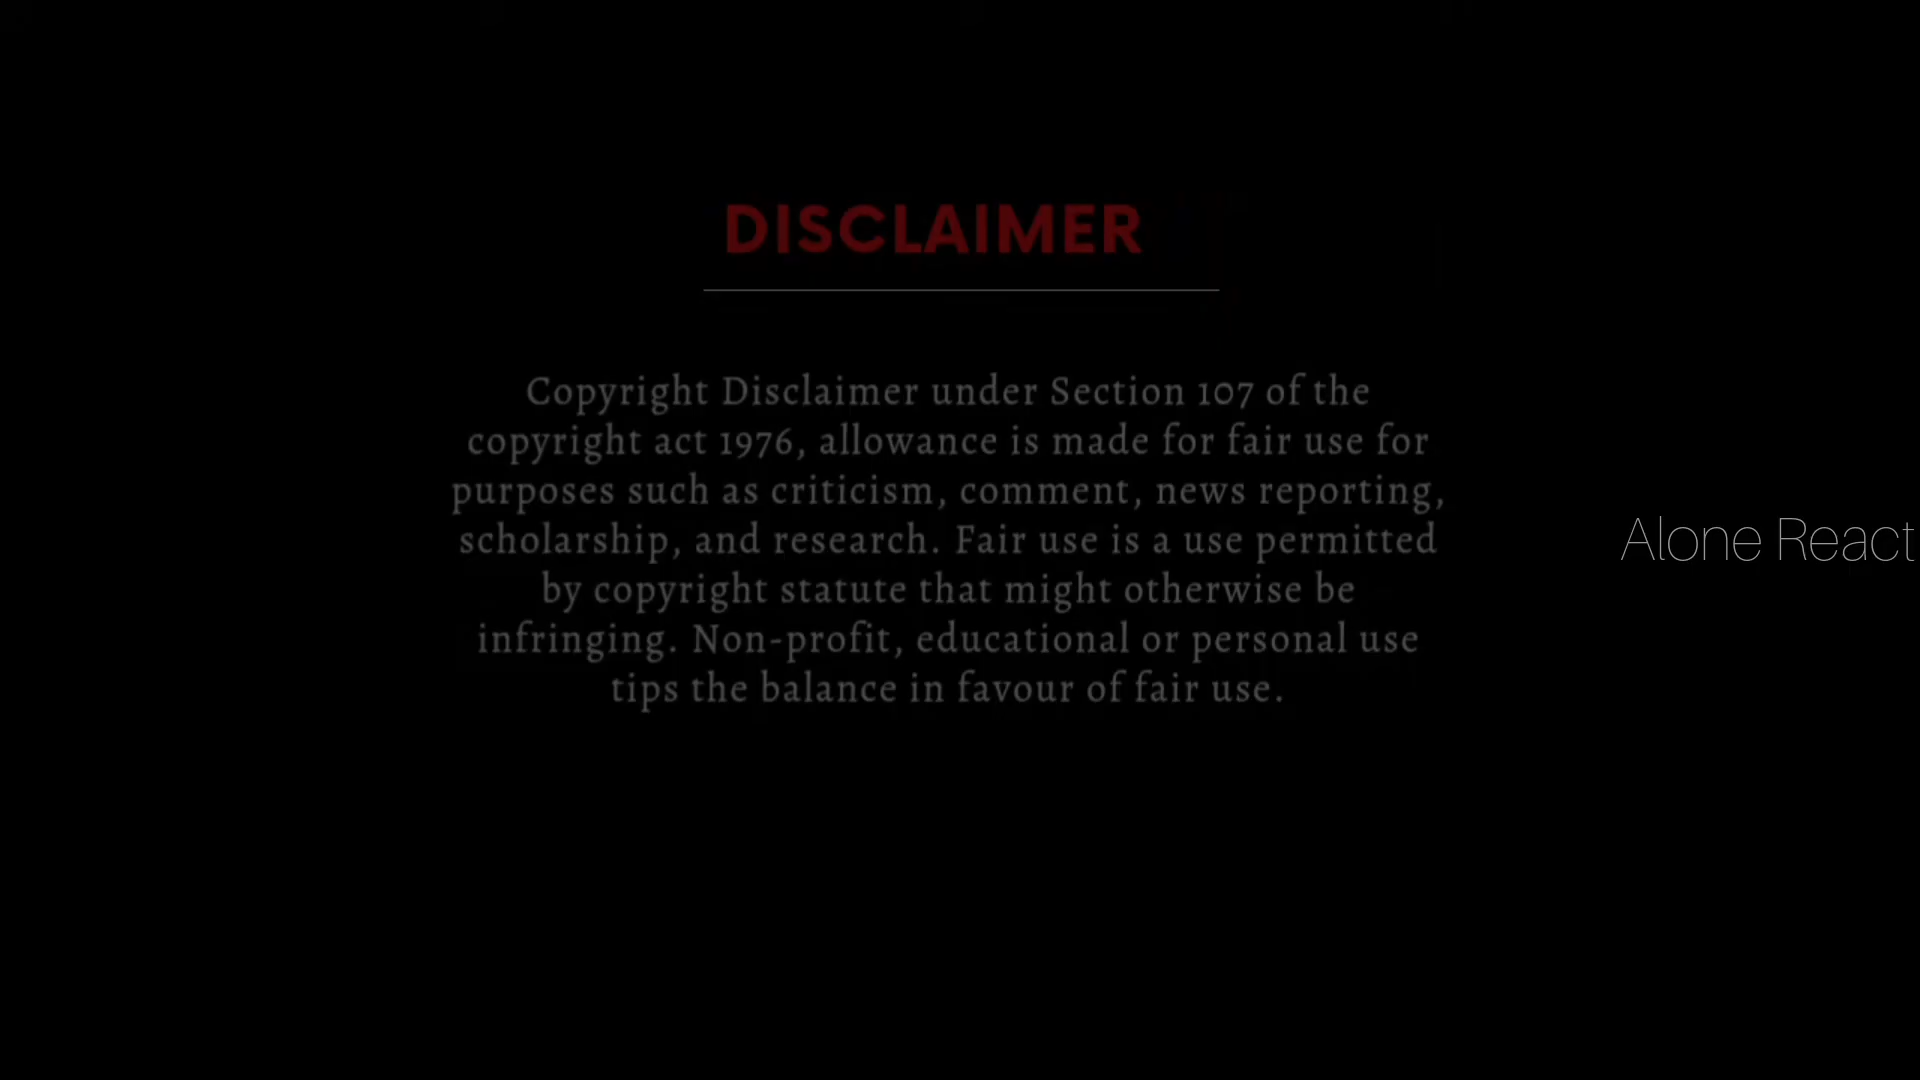 DISCLAIMER
Copyright Disclaimer under Section 107 of the
copyright act 1976, allowance is made for fair use for
purposes such as criticism, comment, news reporting,
scholarship, and research. Fair use is a use permitted
by copyright statute that might otherwise be
infringing. Non-profit, educational or personal use
tips the balance in favour of fair use.
Alone React